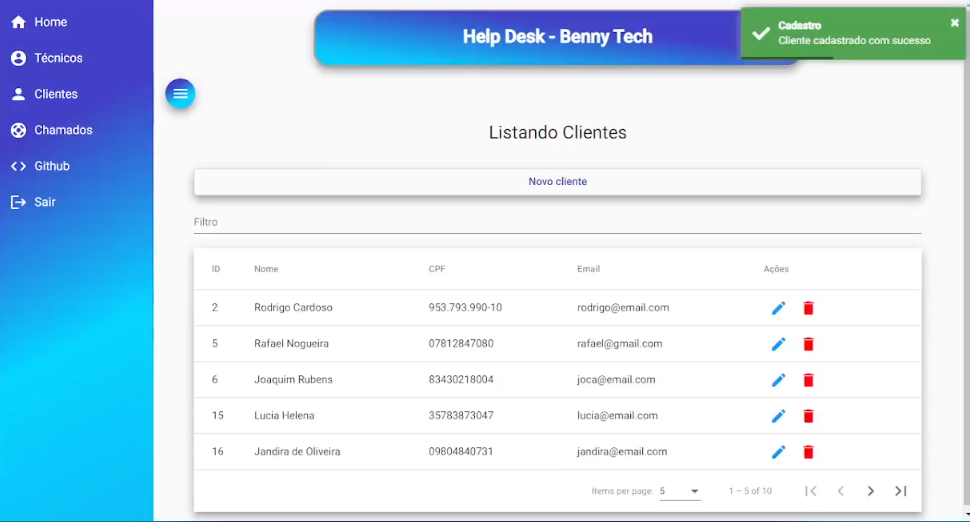 Home
Técnicos
Clientes
Chamados
Github
Sair
Help Desk - Benny Tech
Cadastro
Cliente cadastrado com sucesso
Listando Clientes
Novo cliente
Filtro
ID Nome CPF Email Ações
2 Rodrigo Cardoso 953.793.990-10 rodrigo@email.com
5 Rafael Nogueira 07812847080 rafael@gmail.com
6 Joaquim Rubens 83430218004 joca@email.com
15 Lucia Helena 35783873047 lucia@email.com
16 Jandira de Oliveira 09804840731 jandira@email.com
Items per page: 5 1 – 5 of 10